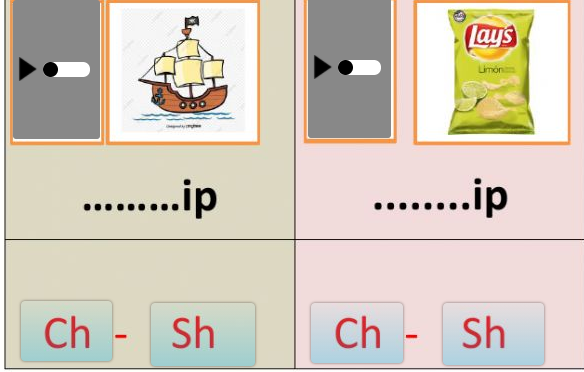 Lay's
Limón
.........ip
........ip
Ch - Sh
Ch - Sh